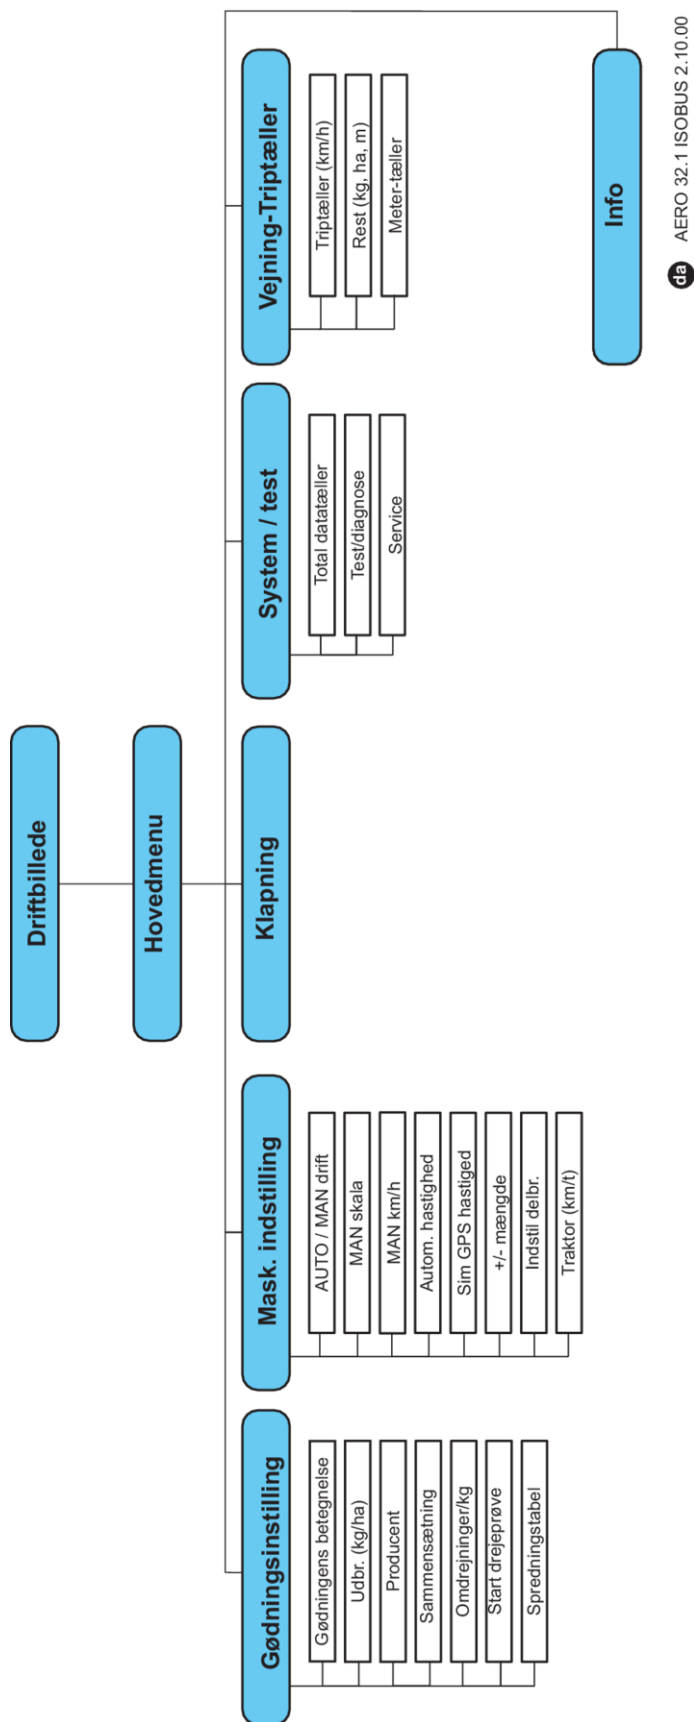 Driftbillede
Hovedmenu
Gødningsinstilling
Gødningens betegnelse
Udbr. (kg/ha)
Producent
Sammensætning
Omdrejninger/kg
Start drejeprøve
Spredningstabel
Mask. indstilling
AUTO / MAN drift
MAN skala
MAN km/h
Autom. hastighed
Sim GPS hastiged
+/- mængde
Indstil delbr.
Traktor (km/t)
Klapning
System / test
Total datatæller
Test/diagnose
Service
Vejning-Triptæller
Triptæller (km/h)
Rest (kg, ha, m)
Meter-tæller
Info
da AERO 32.1 ISOBUS 2.10.00